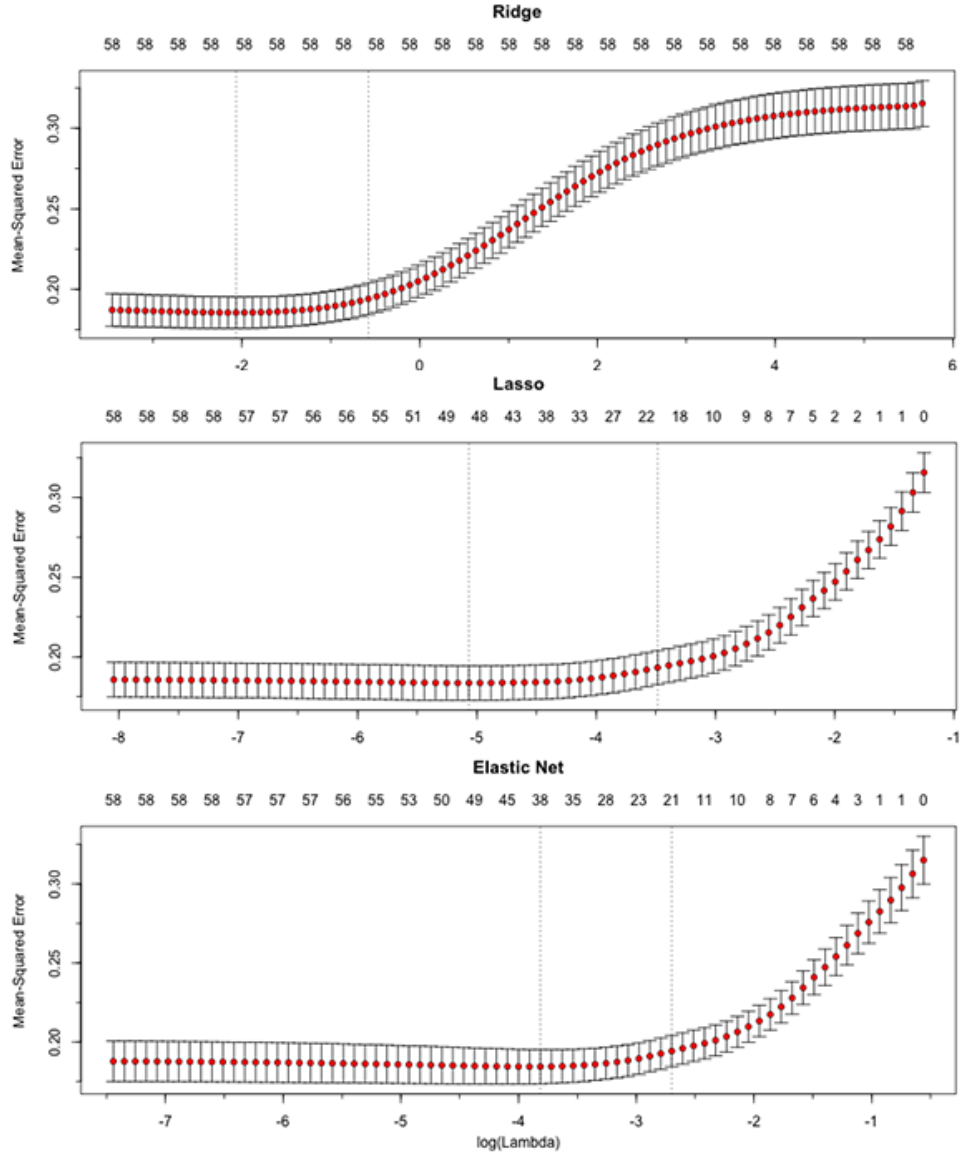 Ridge
58 58 58 58 58 58 58 58 58 58 58 58 58 58 58 58 58 58 58 58 58 58 58 58 58
Mean-Squared Error
0.30
0.25
0.20
-2 0 2 4 6
Lasso
58 58 58 58 57 57 56 56 55 51 49 48 43 38 33 27 22 18 10 9 8 7 5 2 2 1 1 0
Mean-Squared Error
0.30
0.25
0.20
-8 -7 -6 -5 -4 -3 -2 -1
Elastic Net
58 58 58 58 57 57 57 56 55 53 50 49 45 38 35 28 23 21 11 10 8 7 6 4 3 1 1 0
Mean-Squared Error
0.30
0.25
0.20
-7 -6 -5 -4 -3 -2 -1
log(Lambda)